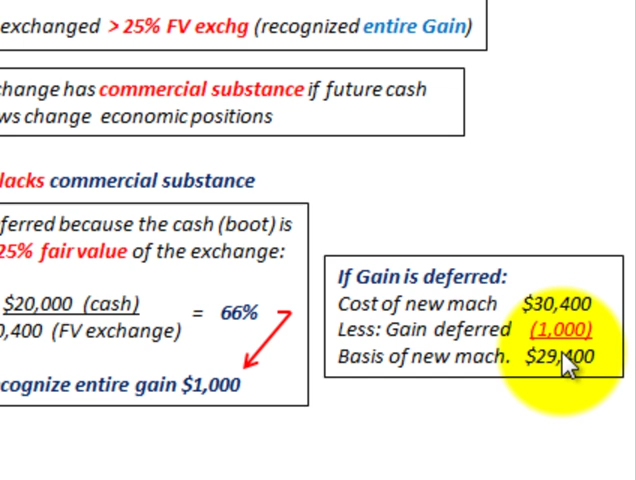 exchanged > 25% FV exchg (recognized entire Gain)
change has commercial substance if future cash
ws change economic positions
lacks commercial substance
ferred because the cash (boot) is
25% fair value of the exchange:
$20,000 (cash)
0,400 (FV exchange)
= 66%
cognize entire gain $1,000
If Gain is deferred:
Cost of new mach $30,400
Less: Gain deferred (1,000)
Basis of new mach. $29,400